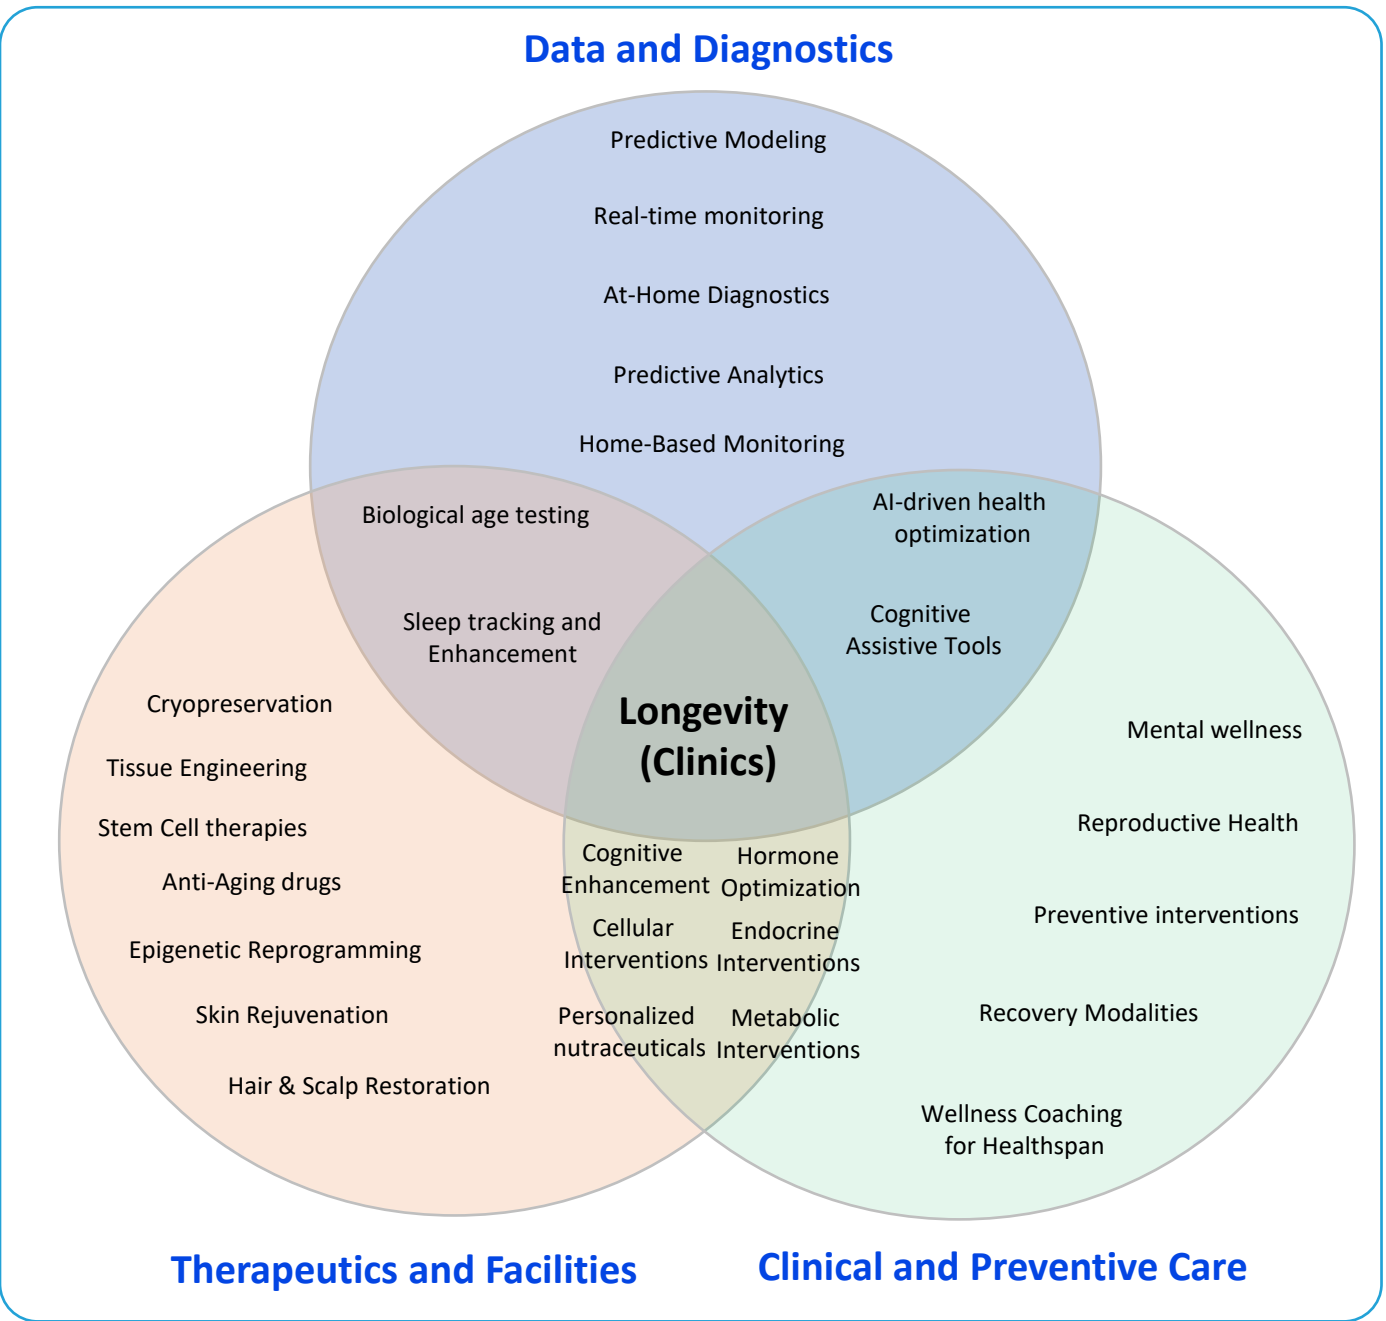 Data and Diagnostics
Predictive Modeling
Real-time monitoring
At-Home Diagnostics
Predictive Analytics
Home-Based Monitoring
Biological age testing
Sleep tracking and
Enhancement
AI-driven health
optimization
Cognitive
Assistive Tools
Longevity
(Clinics)
Cryopreservation
Tissue Engineering
Stem Cell therapies
Anti-Aging drugs
Epigenetic Reprogramming
Skin Rejuvenation
Hair & Scalp Restoration
Cognitive
Enhancement
Hormone
Optimization
Cellular
Interventions
Endocrine
Interventions
Personalized
nutraceuticals
Metabolic
Interventions
Mental wellness
Reproductive Health
Preventive interventions
Recovery Modalities
Wellness Coaching
for Healthspan
Therapeutics and Facilities
Clinical and Preventive Care